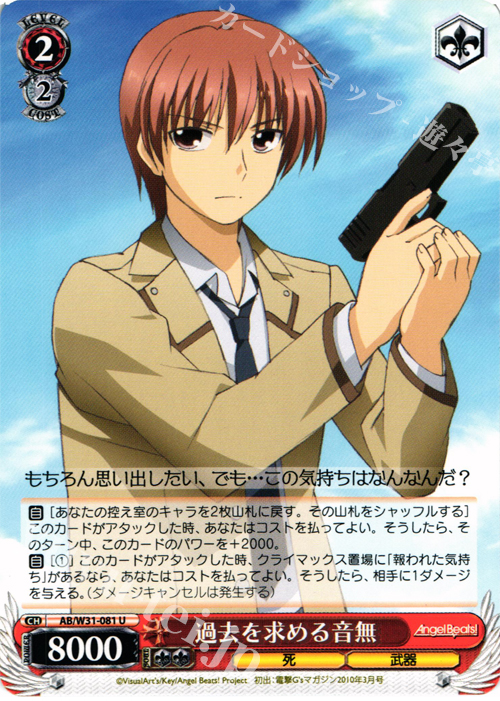 LEVEL
2
2
COST
カードショップ 遊々
もちろん思い出したい、でも…この気持ちはなんなんだ？
自 [あなたの控え室のキャラを2枚山札に戻す。その山札をシャッフルする]
このカードがアタックした時、あなたはコストを払ってよい。そうしたら、
そのターン中、このカードのパワーを+2000。
自 [①] このカードがアタックした時、クライマックス置場に「報われた気持
ち」があるなら、あなたはコストを払ってよい。そうしたら、相手に1ダメージ
を与える。(ダメージキャンセルは発生する)
CH AB/W31-081 U
POWER
8000
SOUL
過去を求める音無
Angel Beats!
死
武器
©VisualArt's/Key/Angel Beats! Project 初出:電撃G'sマガジン2010年3月号